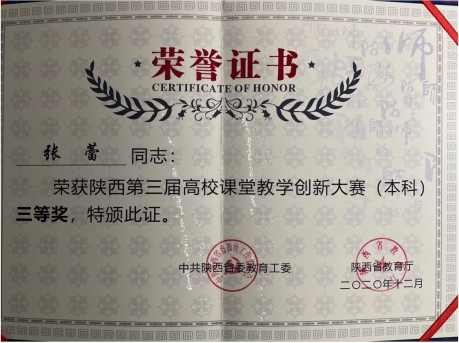 荣誉证书
CERTIFICATE OF HONOR
张蕾 同志：
荣获陕西第三届高校课堂教学创新大赛（本科）
三等奖，特颁此证。
中共陕西省委教育工委 陕西省教育厅
二〇二〇年十二月